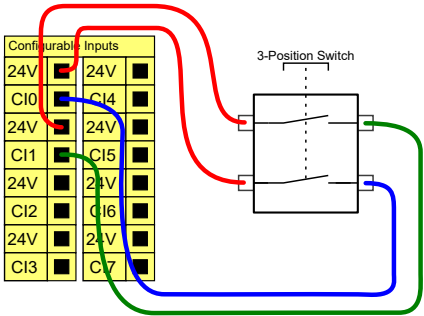 Configurable Inputs
3-Position Switch
24V 24V
CI0 CI4
24V 24V
CI1 CI5
24V 24V
CI2 CI6
24V 24V
CI3 CI7